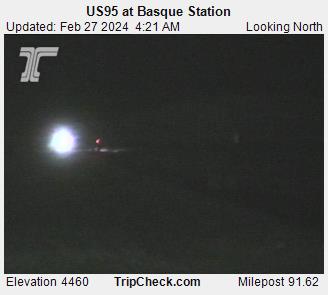 US95 at Basque Station
Updated: Feb 27 2024 4:21 AM Looking North
Elevation 4460 TripCheck.com Milepost 91.62